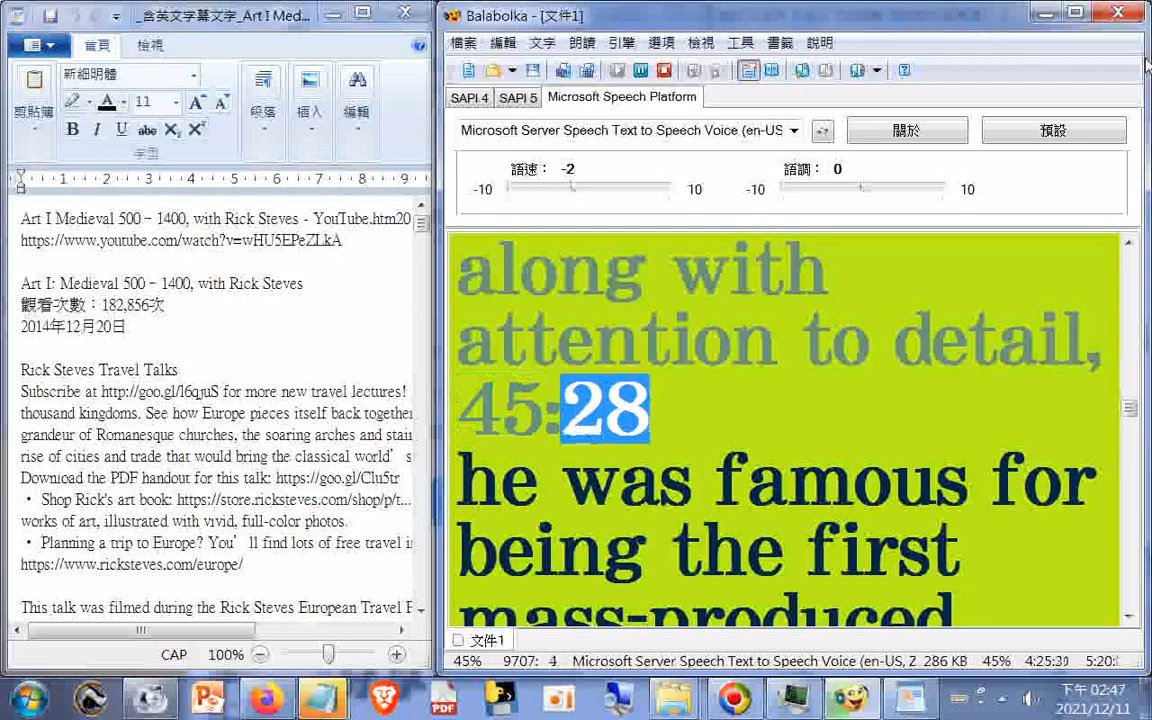 _含英文字幕文字_Art I Med...
首頁
檢視
新細明體
11
剪貼簿
段落
插入
編輯
字型
1 2 3 4 5 6 7 8 9
Art I Medieval 500－1400, with Rick Steves - YouTube.htm20
https://www.youtube.com/watch?v=wHU5EPeZLkA
Art I: Medieval 500－1400, with Rick Steves
觀看次數：182,856次
2014年12月20日
Rick Steves Travel Talks
Subscribe at http://goo.gl/l6qjuS for more new travel lectures!
thousand kingdoms. See how Europe pieces itself back together
grandeur of Romanesque churches, the soaring arches and stai
rise of cities and trade that would bring the classical world’s
Download the PDF handout for this talk: https://goo.gl/Clu5tr
• Shop Rick's art book: https://store.ricksteves.com/shop/p/t...
works of art, illustrated with vivid, full-color photos.
• Planning a trip to Europe? You’ll find lots of free travel i
https://www.ricksteves.com/europe/
This talk was filmed during the Rick Steves European Travel F
CAP 100%
Balabolka - [文件1]
檔案 編輯 文字 朗讀 引擎 選項 檢視 工具 書籤 說明
SAPI 4 SAPI 5 Microsoft Speech Platform
Microsoft Server Speech Text to Speech Voice (en-US
關於
預設
語速： -2
語調： 0
-10 10 -10 10
along with
attention to detail,
45:28
he was famous for
being the first
mass-produced
文件1
45% 9707: 4 Microsoft Server Speech Text to Speech Voice (en-US, Z 286 KB 45% 4:25:30 5:20:
下午 02:47
2021/12/11